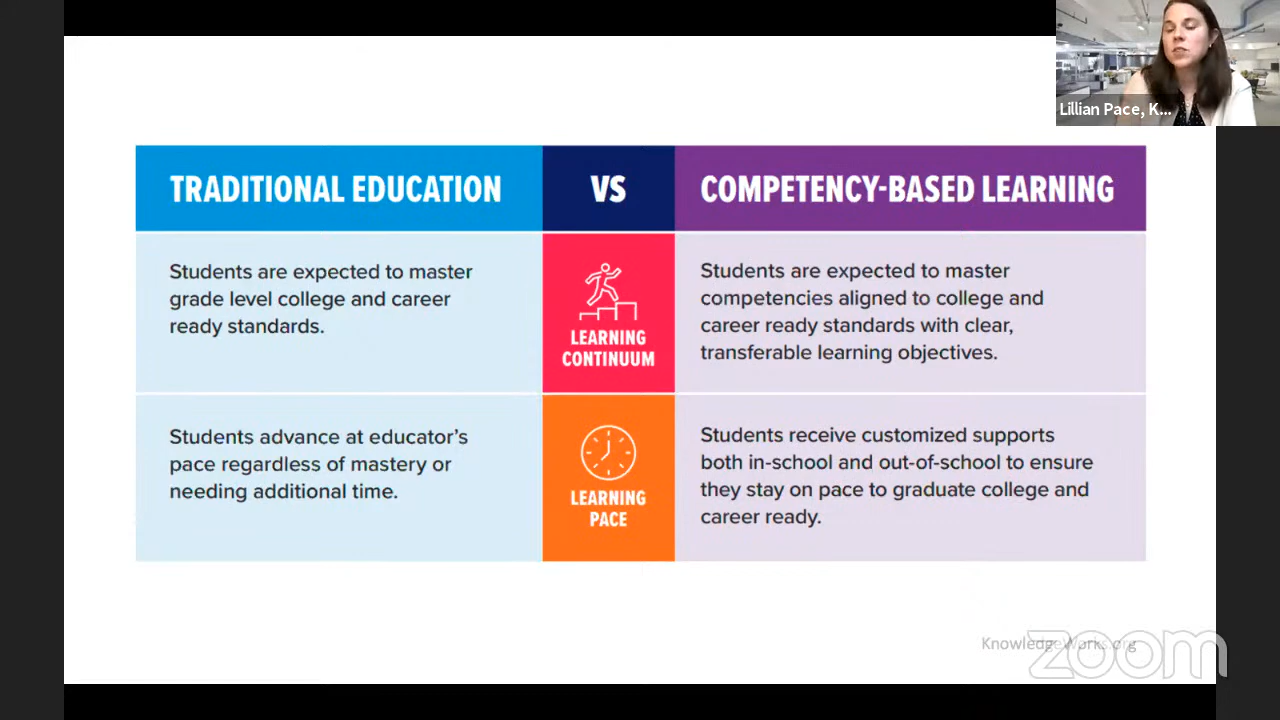 Lillian Pace, K...
TRADITIONAL EDUCATION
VS
COMPETENCY-BASED LEARNING
Students are expected to master
grade level college and career
ready standards.
LEARNING
CONTINUUM
Students are expected to master
competencies aligned to college and
career ready standards with clear,
transferable learning objectives.
Students advance at educator's
pace regardless of mastery or
needing additional time.
LEARNING
PACE
Students receive customized supports
both in-school and out-of-school to ensure
they stay on pace to graduate college and
career ready.
KnowledgeWorks.org
zoom